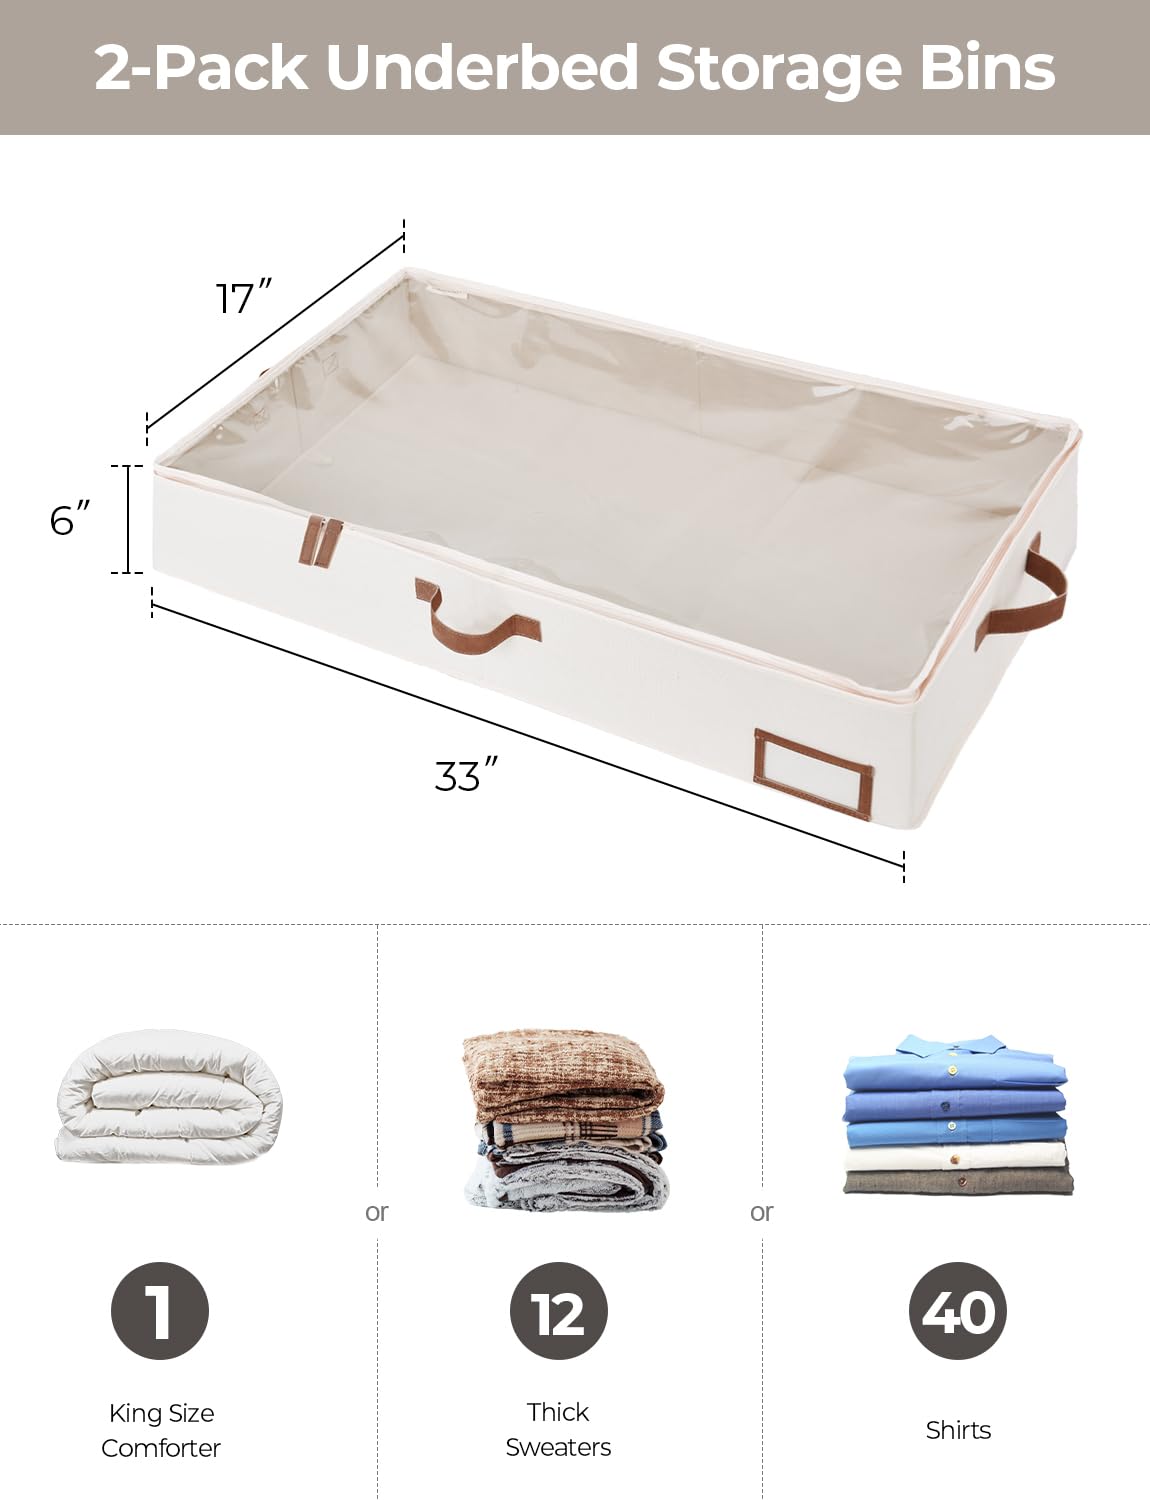 2-Pack Underbed Storage Bins
17″
6″
33″
or
or
1
12
40
King Size
Comforter
Thick
Sweaters
Shirts